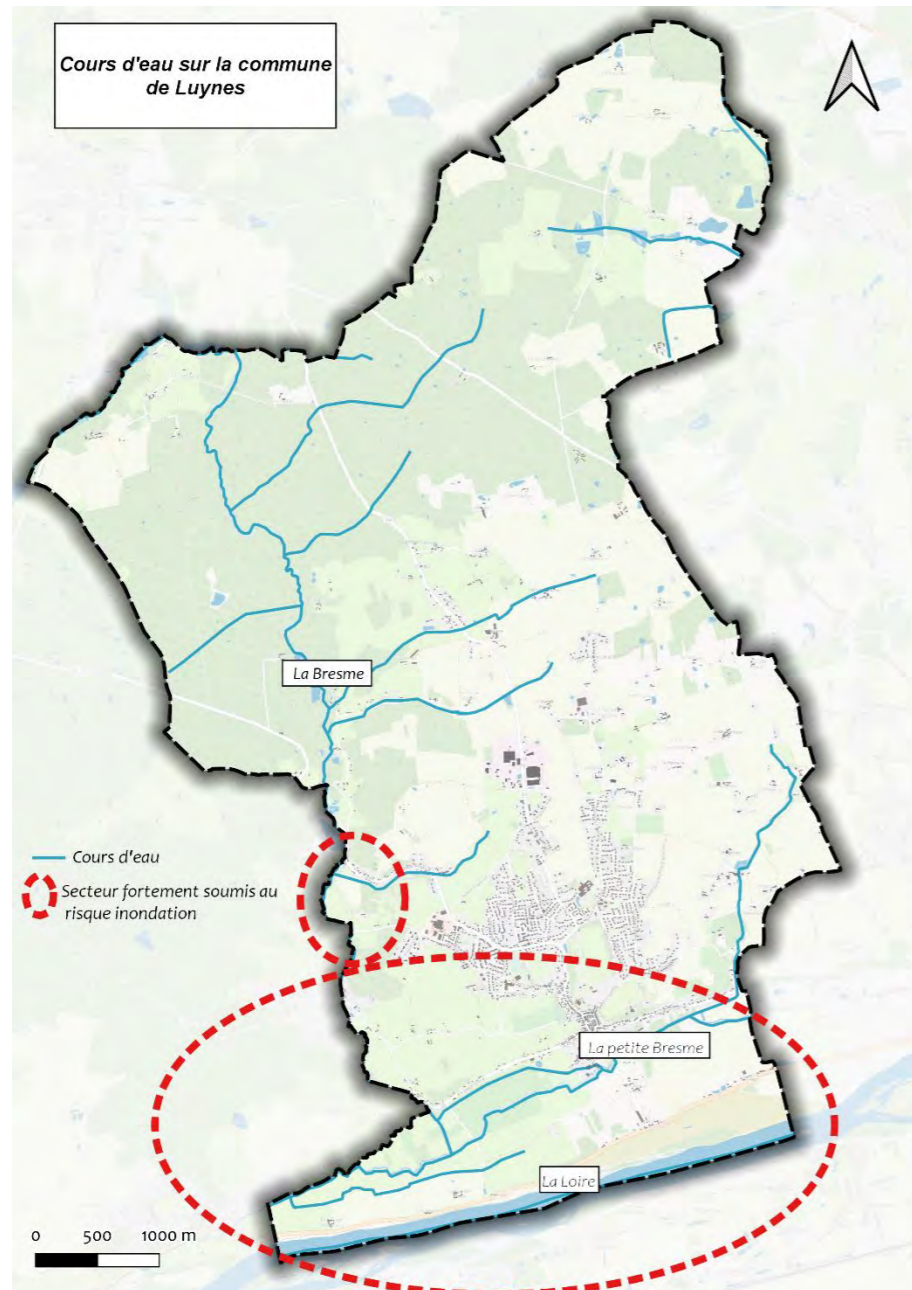 Cours d'eau sur la commune
de Luynes
La Bresme
Cours d'eau
Secteur fortement soumis au
risque inondation
La petite Bresme
La Loire
0 500 1000 m